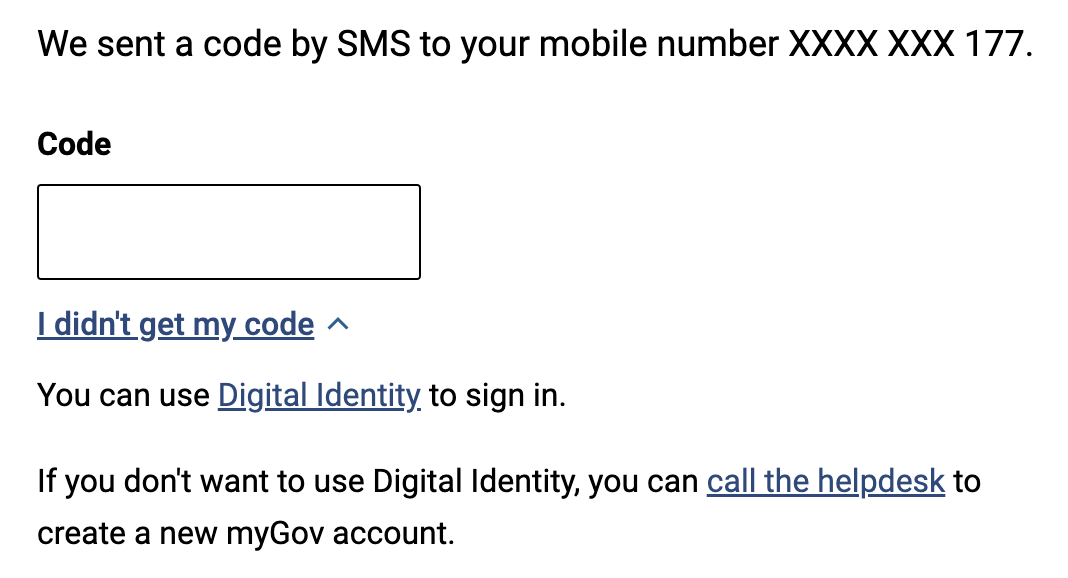 We sent a code by SMS to your mobile number XXXX XXX 177.
Code
I didn't get my code
You can use Digital Identity to sign in.
If you don't want to use Digital Identity, you can call the helpdesk to
create a new myGov account.